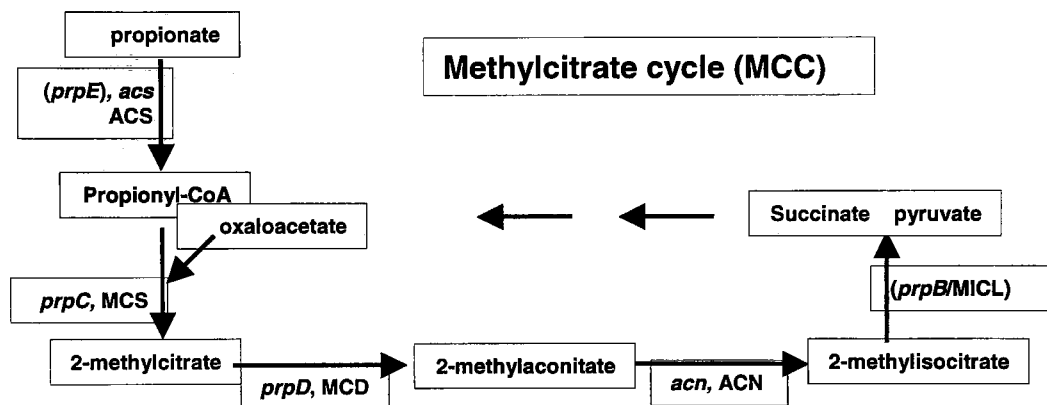 propionate
Methylcitrate cycle (MCC)
(prpE), acs
ACS
Propionyl-CoA
oxaloacetate
Succinate pyruvate
prpC, MCS
(prpB/MICL)
2-methylcitrate
2-methylaconitate
2-methylisocitrate
prpD, MCD
acn, ACN